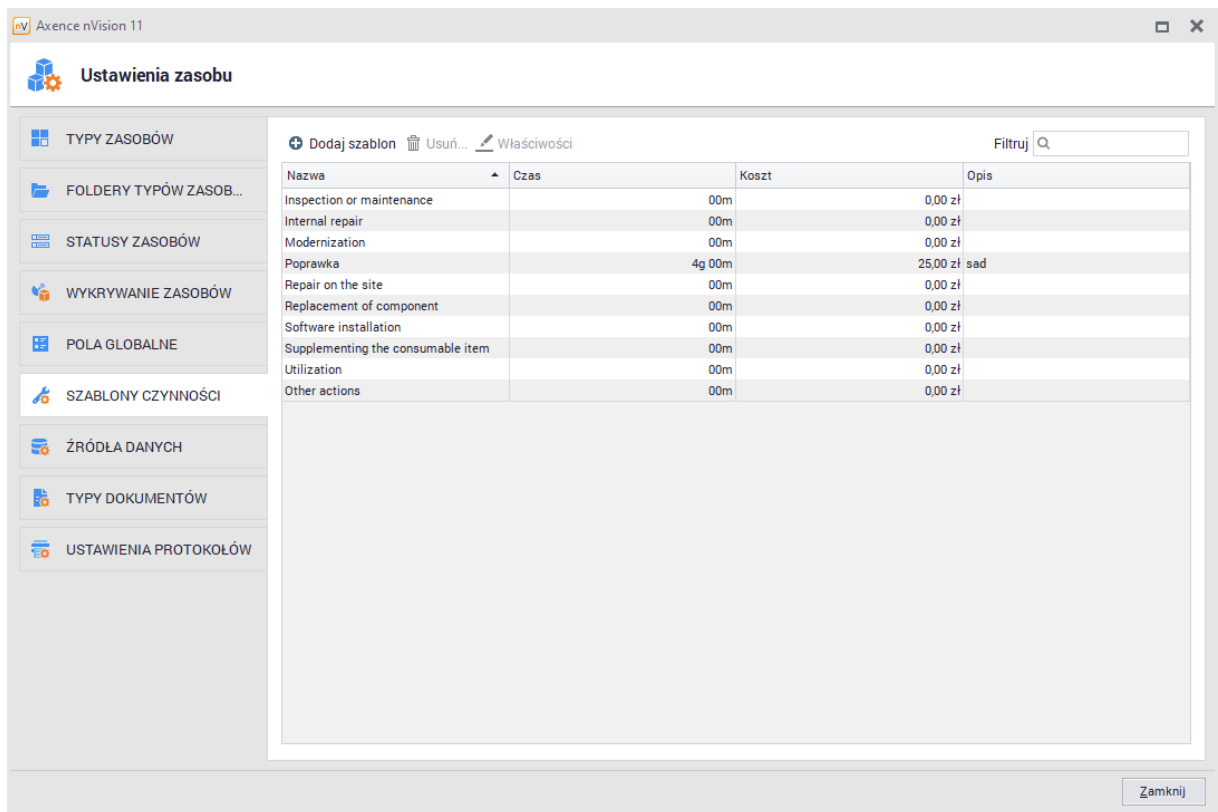 nV Axence nVision 11
Ustawienia zasobu
TYPY ZASOBÓW
FOLDERY TYPÓW ZASOB...
STATUSY ZASOBÓW
WYKRYWANIE ZASOBÓW
POLA GLOBALNE
SZABLONY CZYNNOŚCI
ŹRÓDŁA DANYCH
TYPY DOKUMENTÓW
USTAWIENIA PROTOKOŁÓW
Dodaj szablon Usuń... Właściwości Filtruj
Nazwa Czas Koszt Opis
Inspection or maintenance 00m 0,00 zł
Internal repair 00m 0,00 zł
Modernization 00m 0,00 zł
Poprawka 4g 00m 25,00 zł sad
Repair on the site 00m 0,00 zł
Replacement of component 00m 0,00 zł
Software installation 00m 0,00 zł
Supplementing the consumable item 00m 0,00 zł
Utilization 00m 0,00 zł
Other actions 00m 0,00 zł
Zamknij